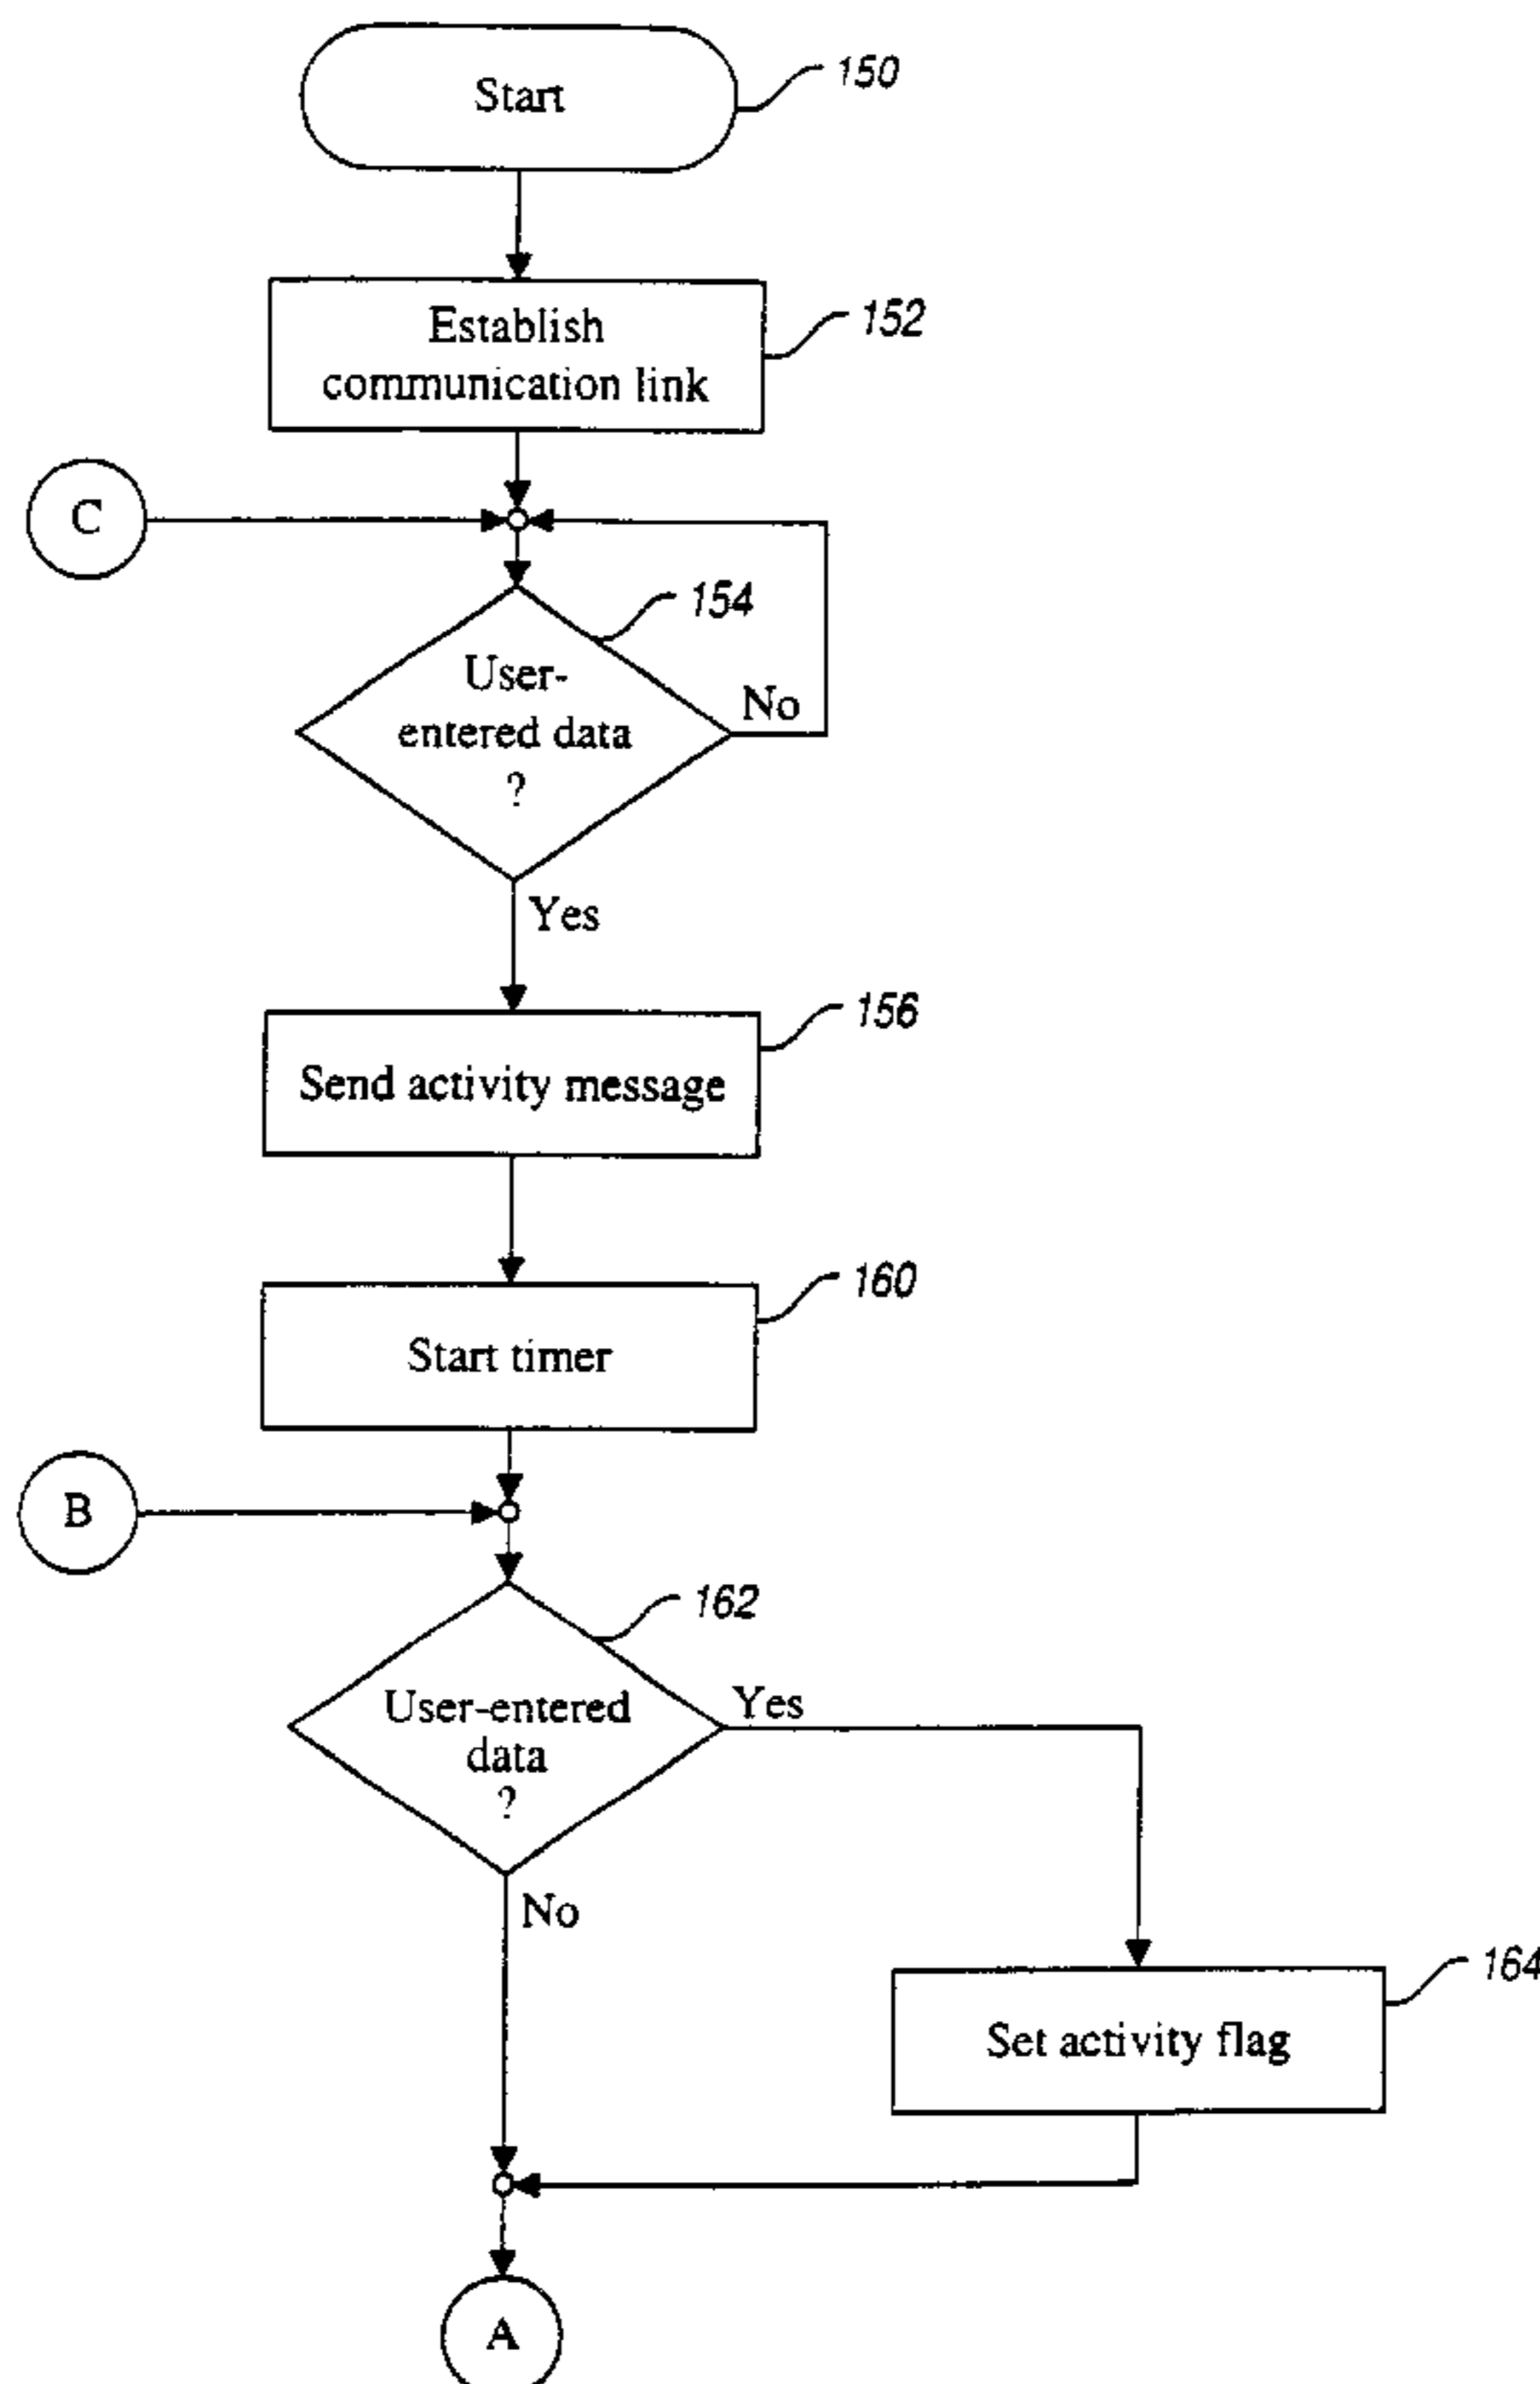 Start
150
Establish
communication link
152
C
154
User-
entered data
?
No
Yes
156
Send activity message
160
Start timer
B
162
User-entered
data
?
Yes
No
164
Set activity flag
A